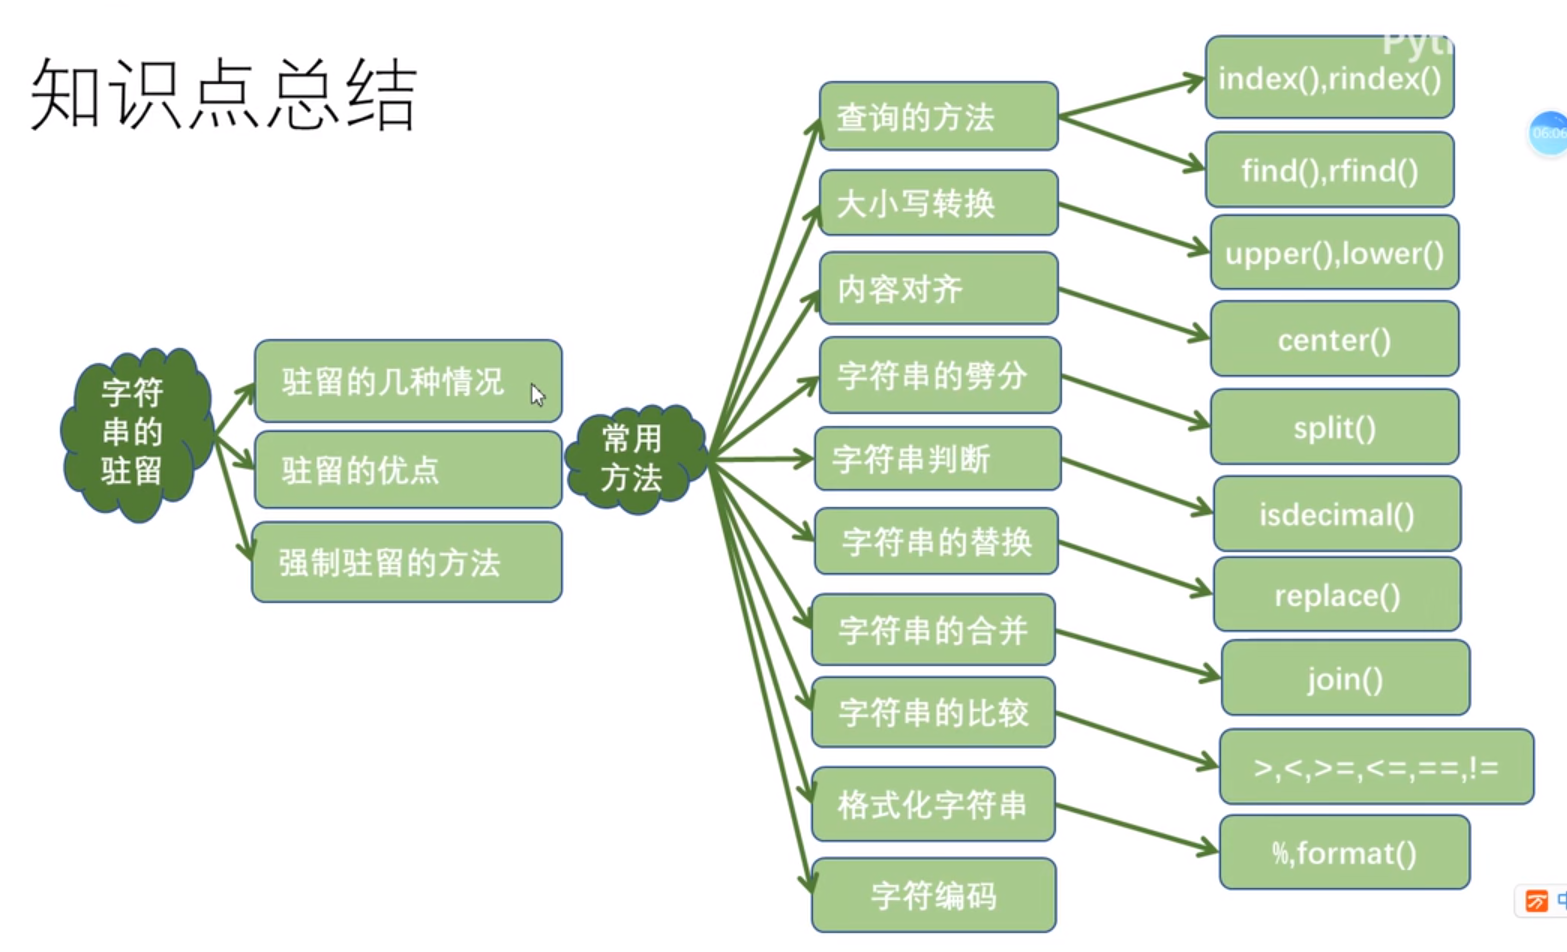 知识点总结
字符
串的
驻留
驻留的几种情况
驻留的优点
强制驻留的方法
常用
方法
查询的方法
大小写转换
内容对齐
字符串的劈分
字符串判断
字符串的替换
字符串的合并
字符串的比较
格式化字符串
字符编码
index(),rindex()
find(),rfind()
upper(),lower()
center()
split()
isdecimal()
replace()
join()
>,<,>=,<=,==,!=
%,format()
06:06